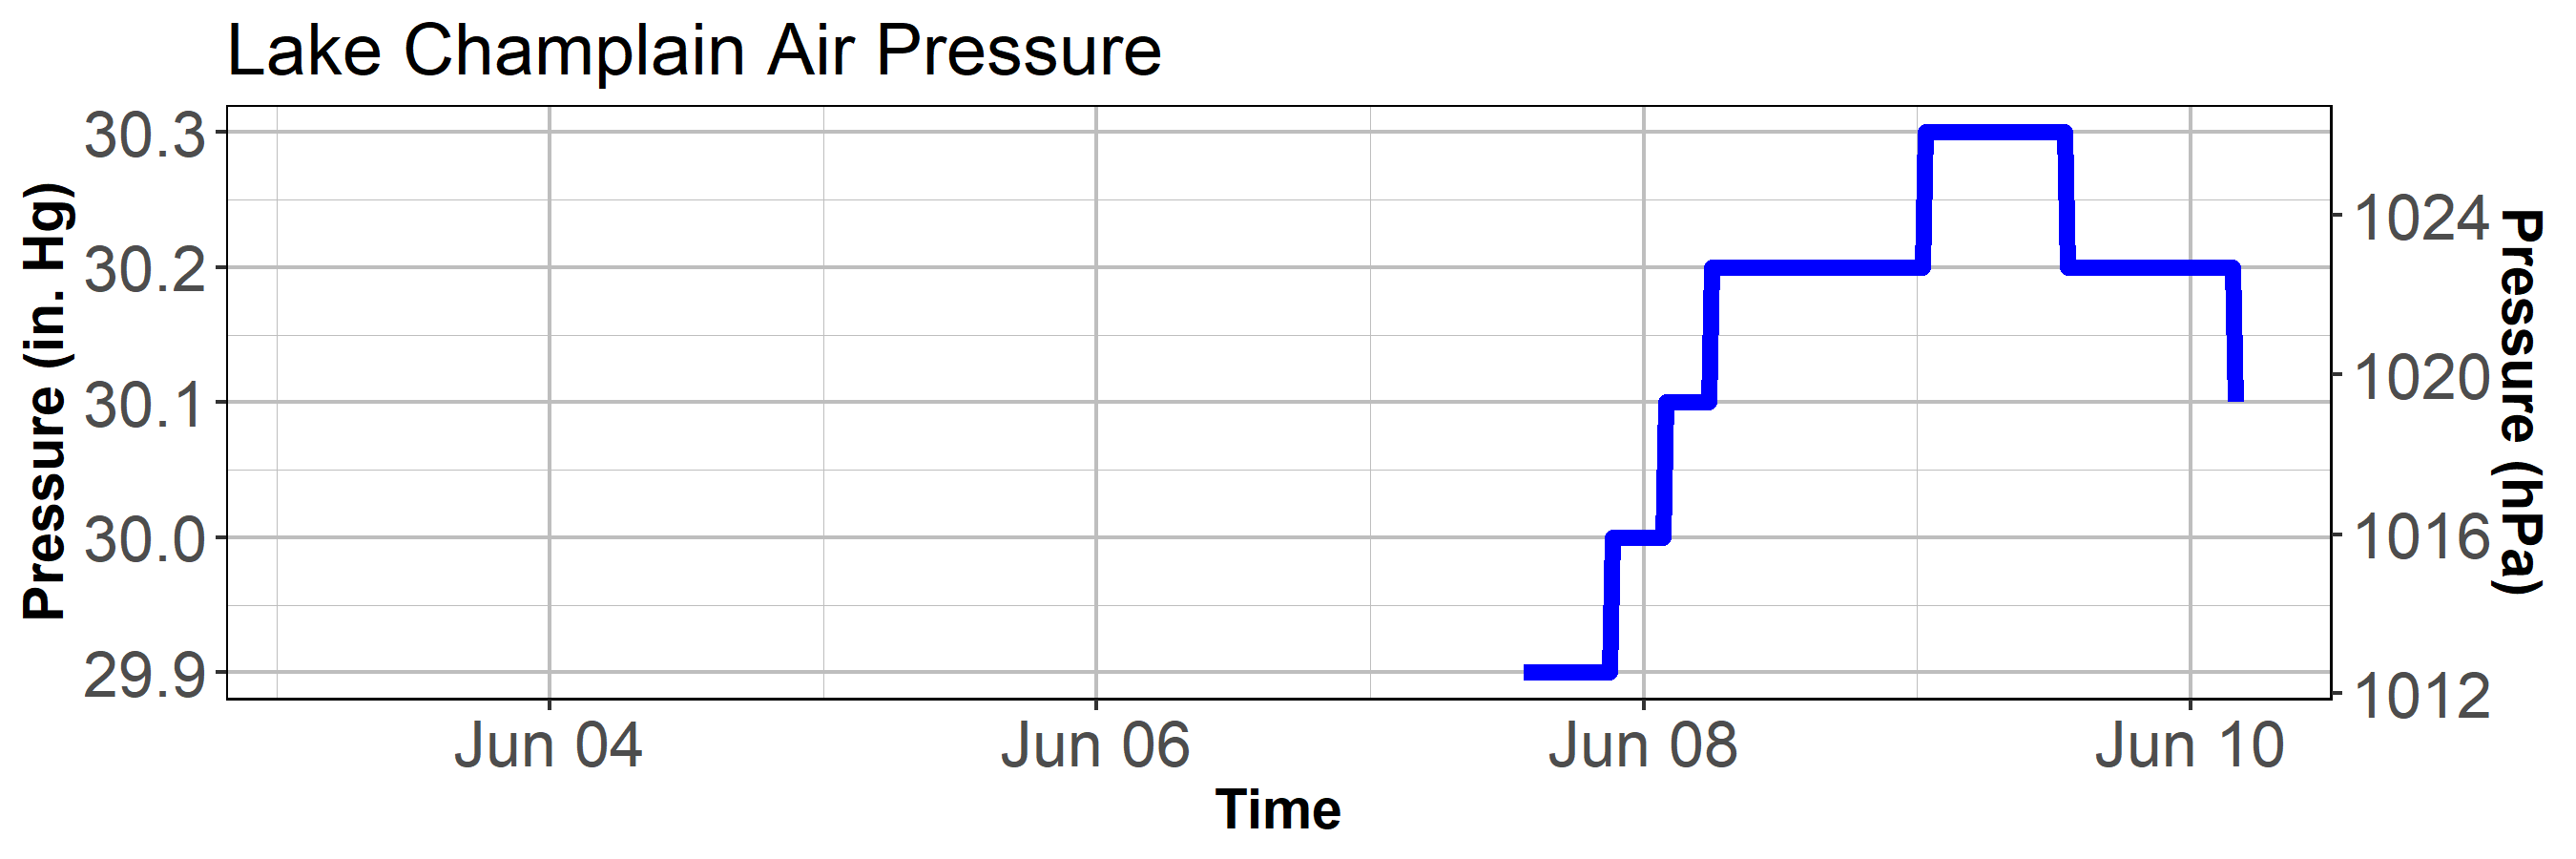 Lake Champlain Air Pressure
Pressure (in. Hg)
30.3
30.2
30.1
30.0
29.9
1024
1020
1016
1012
Pressure (hPa)
Jun 04 Jun 06 Jun 08 Jun 10
Time